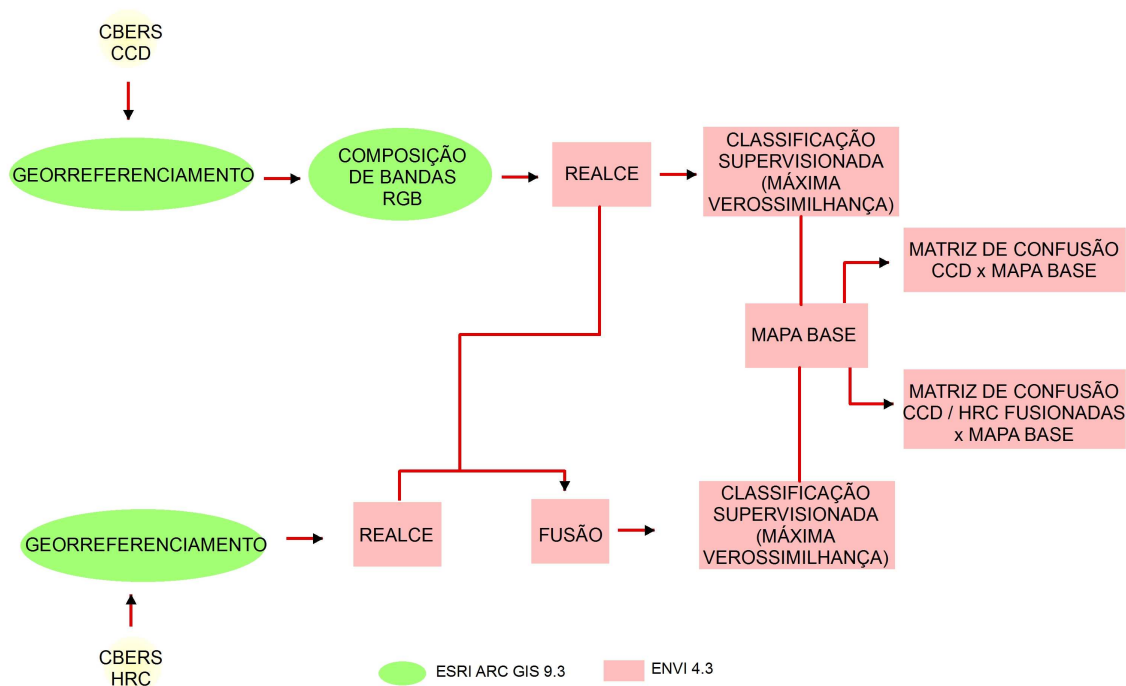 CBERS
CCD
GEORREFERENCIAMENTO
COMPOSIÇÃO
DE BANDAS
RGB
REALCE
CLASSIFICAÇÃO
SUPERVISIONADA
(MÁXIMA
VEROSSIMILHANÇA)
MATRIZ DE CONFUSÃO
CCD x MAPA BASE
MAPA BASE
MATRIZ DE CONFUSÃO
CCD / HRC FUSIONADAS
x MAPA BASE
GEORREFERENCIAMENTO
REALCE
FUSÃO
CLASSIFICAÇÃO
SUPERVISIONADA
(MÁXIMA
VEROSSIMILHANÇA)
CBERS
HRC
ESRI ARC GIS 9.3
ENVI 4.3